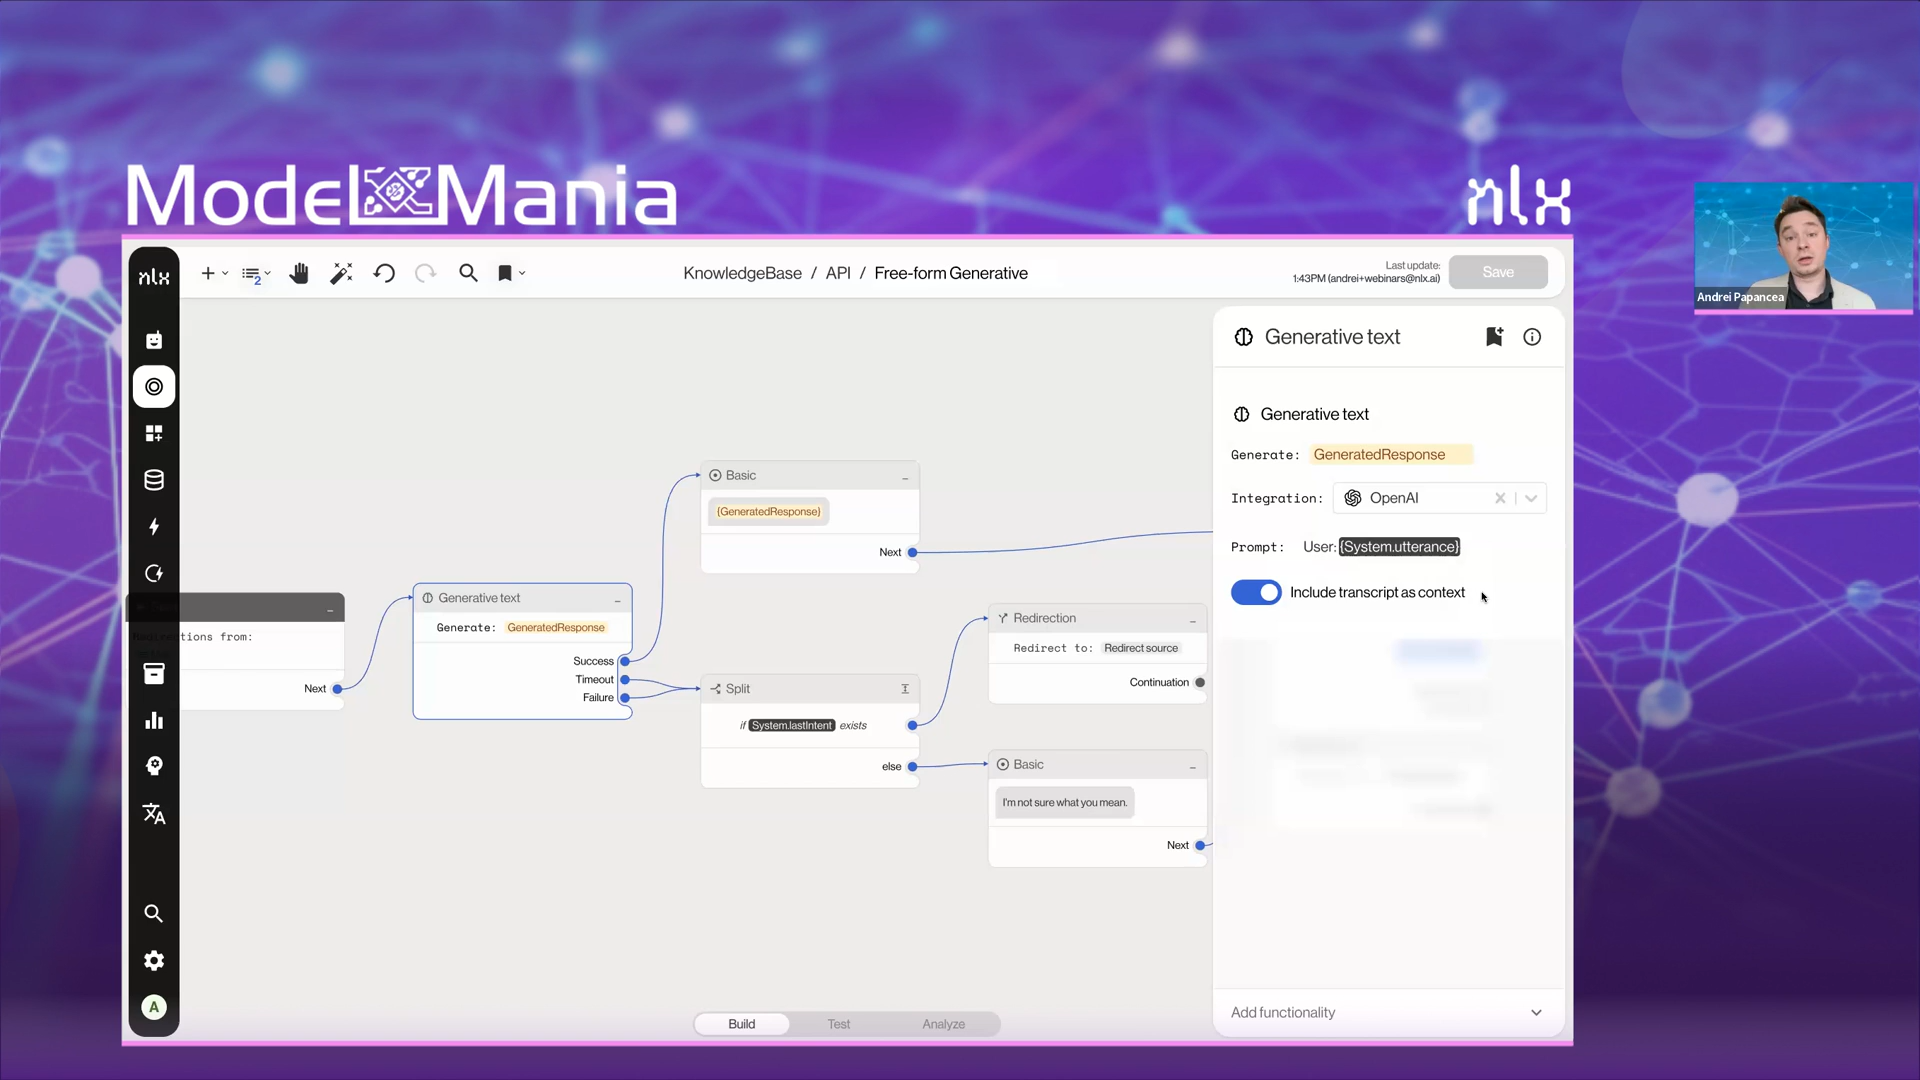 ModelMania
nlx
nlx
2
KnowledgeBase / API / Free-form Generative
Last update:
1:43PM (andrei+webinars@nlx.ai)
Save
Andrei Papancea
Generative text
Generative text
Generate: GeneratedResponse
Integration: OpenAI
Prompt: User: {System.utterance}
Include transcript as context
Basic
{GeneratedResponse}
Next
Generative text
Generate: GeneratedResponse
Success
Timeout
Failure
Next
Split
if System.lastIntent exists
else
Redirection
Redirect to: Redirect source
Continuation
Basic
I'm not sure what you mean.
Next
A
Build
Test
Analyze
Add functionality